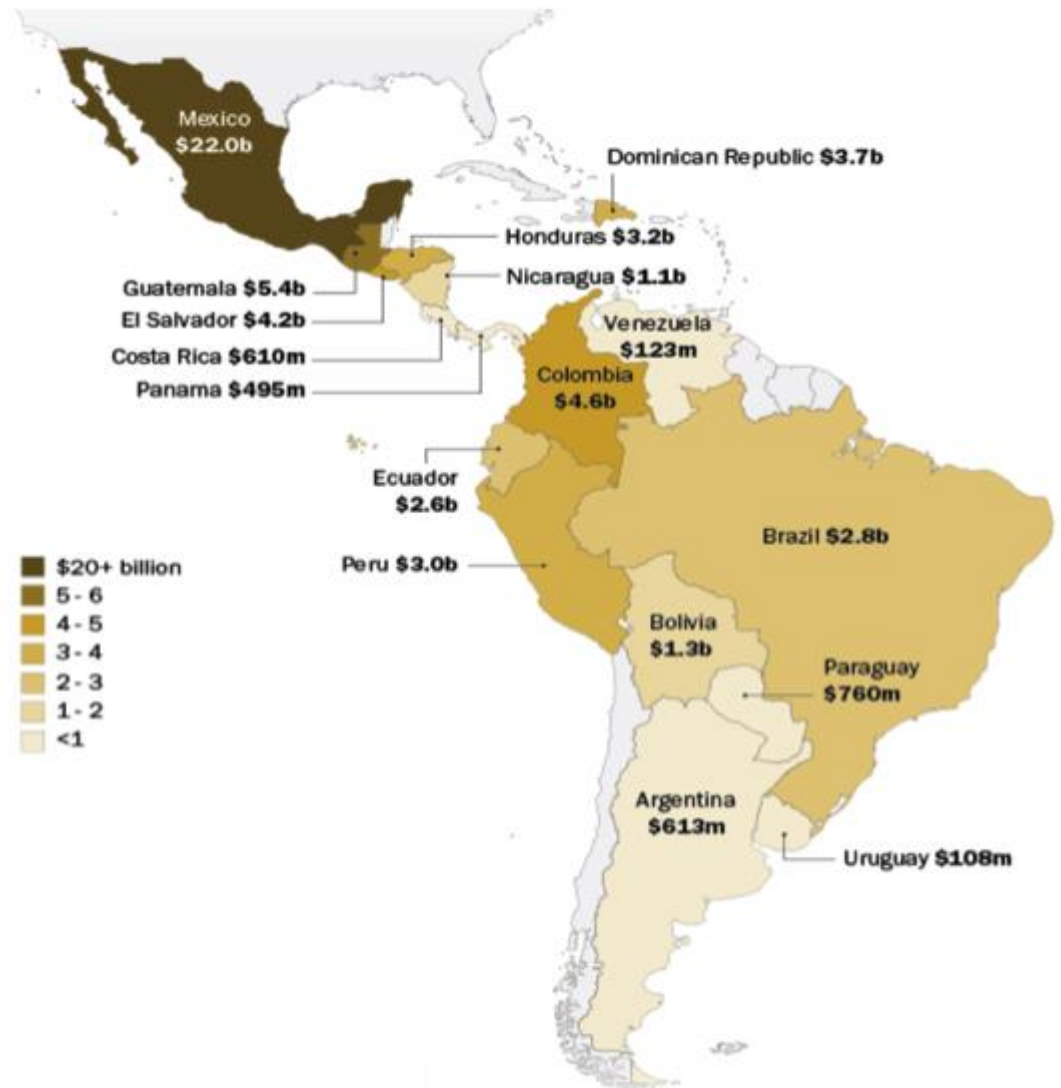 Mexico
$22.0b
Dominican Republic $3.7b
Honduras $3.2b
Nicaragua $1.1b
Guatemala $5.4b
El Salvador $4.2b
Costa Rica $610m
Panama $495m
Venezuela
$123m
Colombia
$4.6b
Ecuador
$2.6b
Brazil $2.8b
Peru $3.0b
Bolivia
$1.3b
Paraguay
$760m
Argentina
$613m
Uruguay $108m
$20+ billion
5 - 6
4 - 5
3 - 4
2 - 3
1 - 2
<1